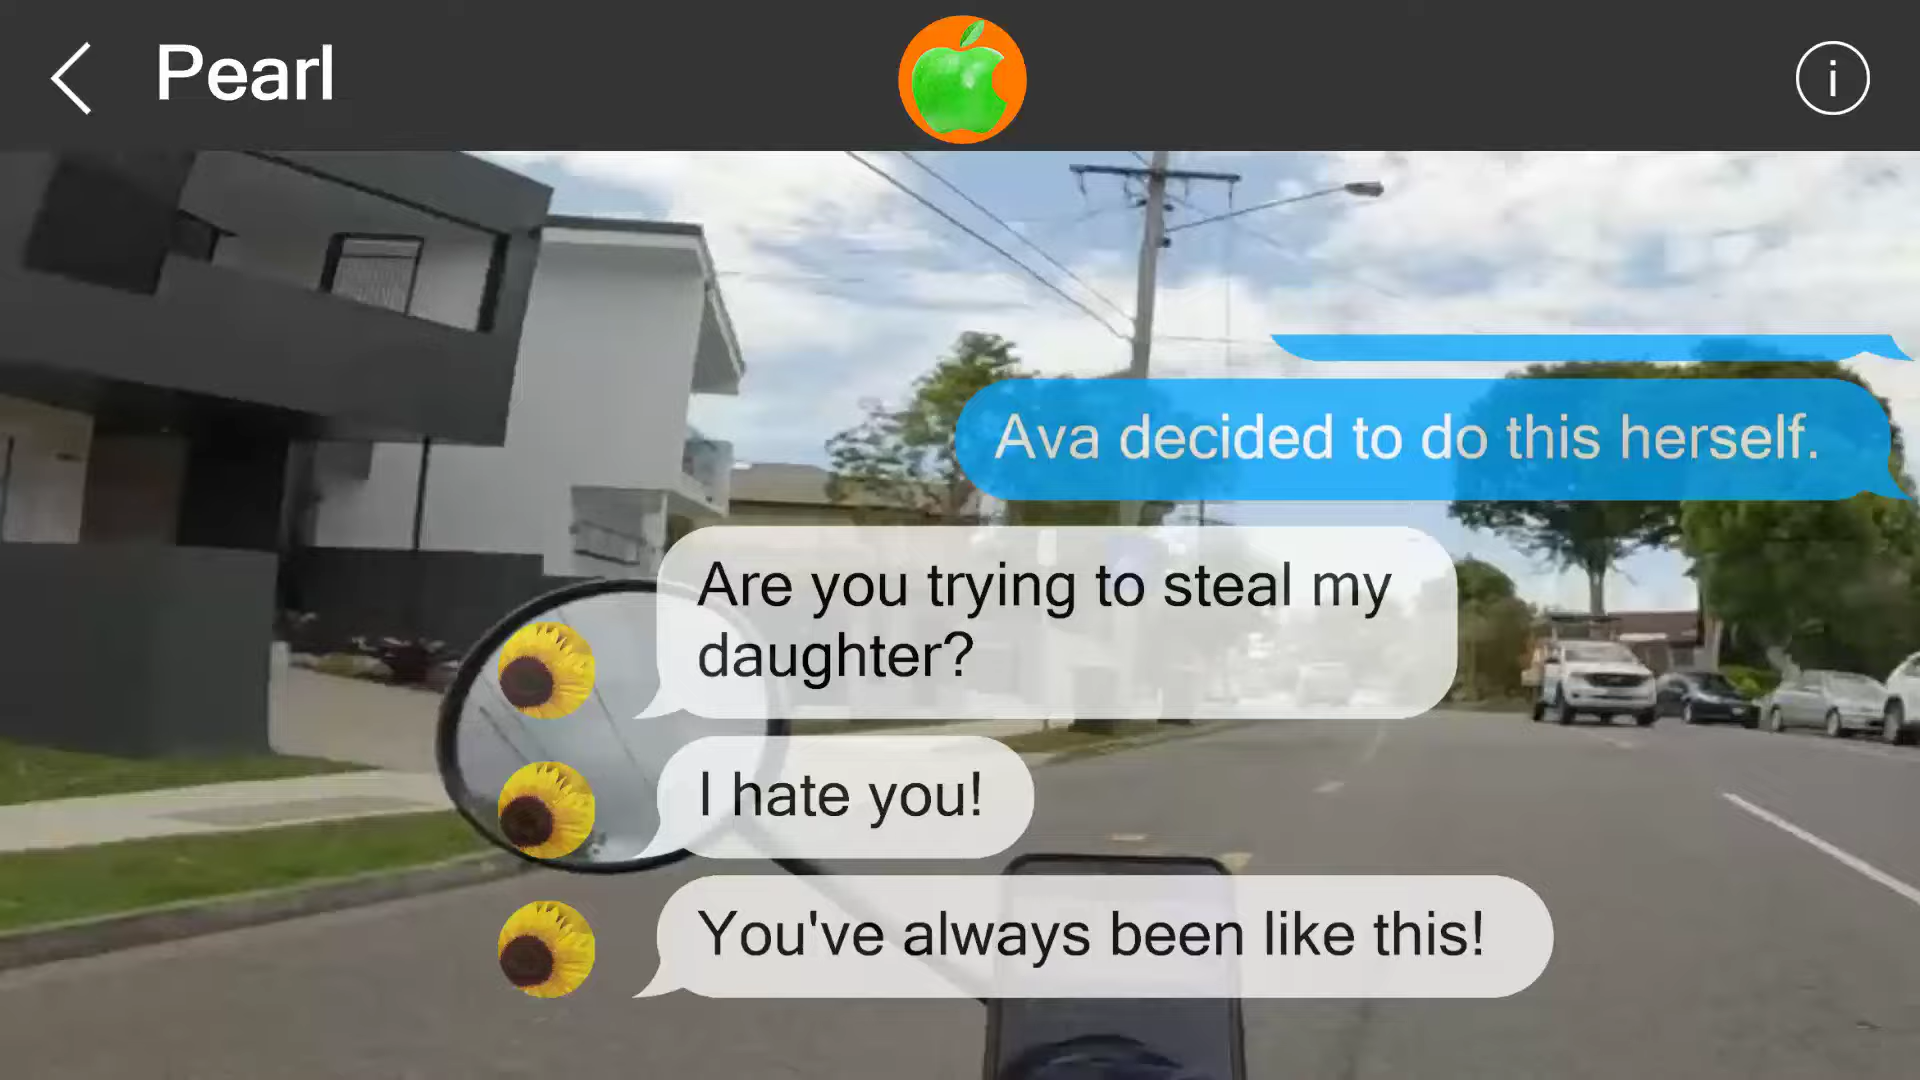 Pearl
i
Ava decided to do this herself.
Are you trying to steal my
daughter?
I hate you!
You've always been like this!